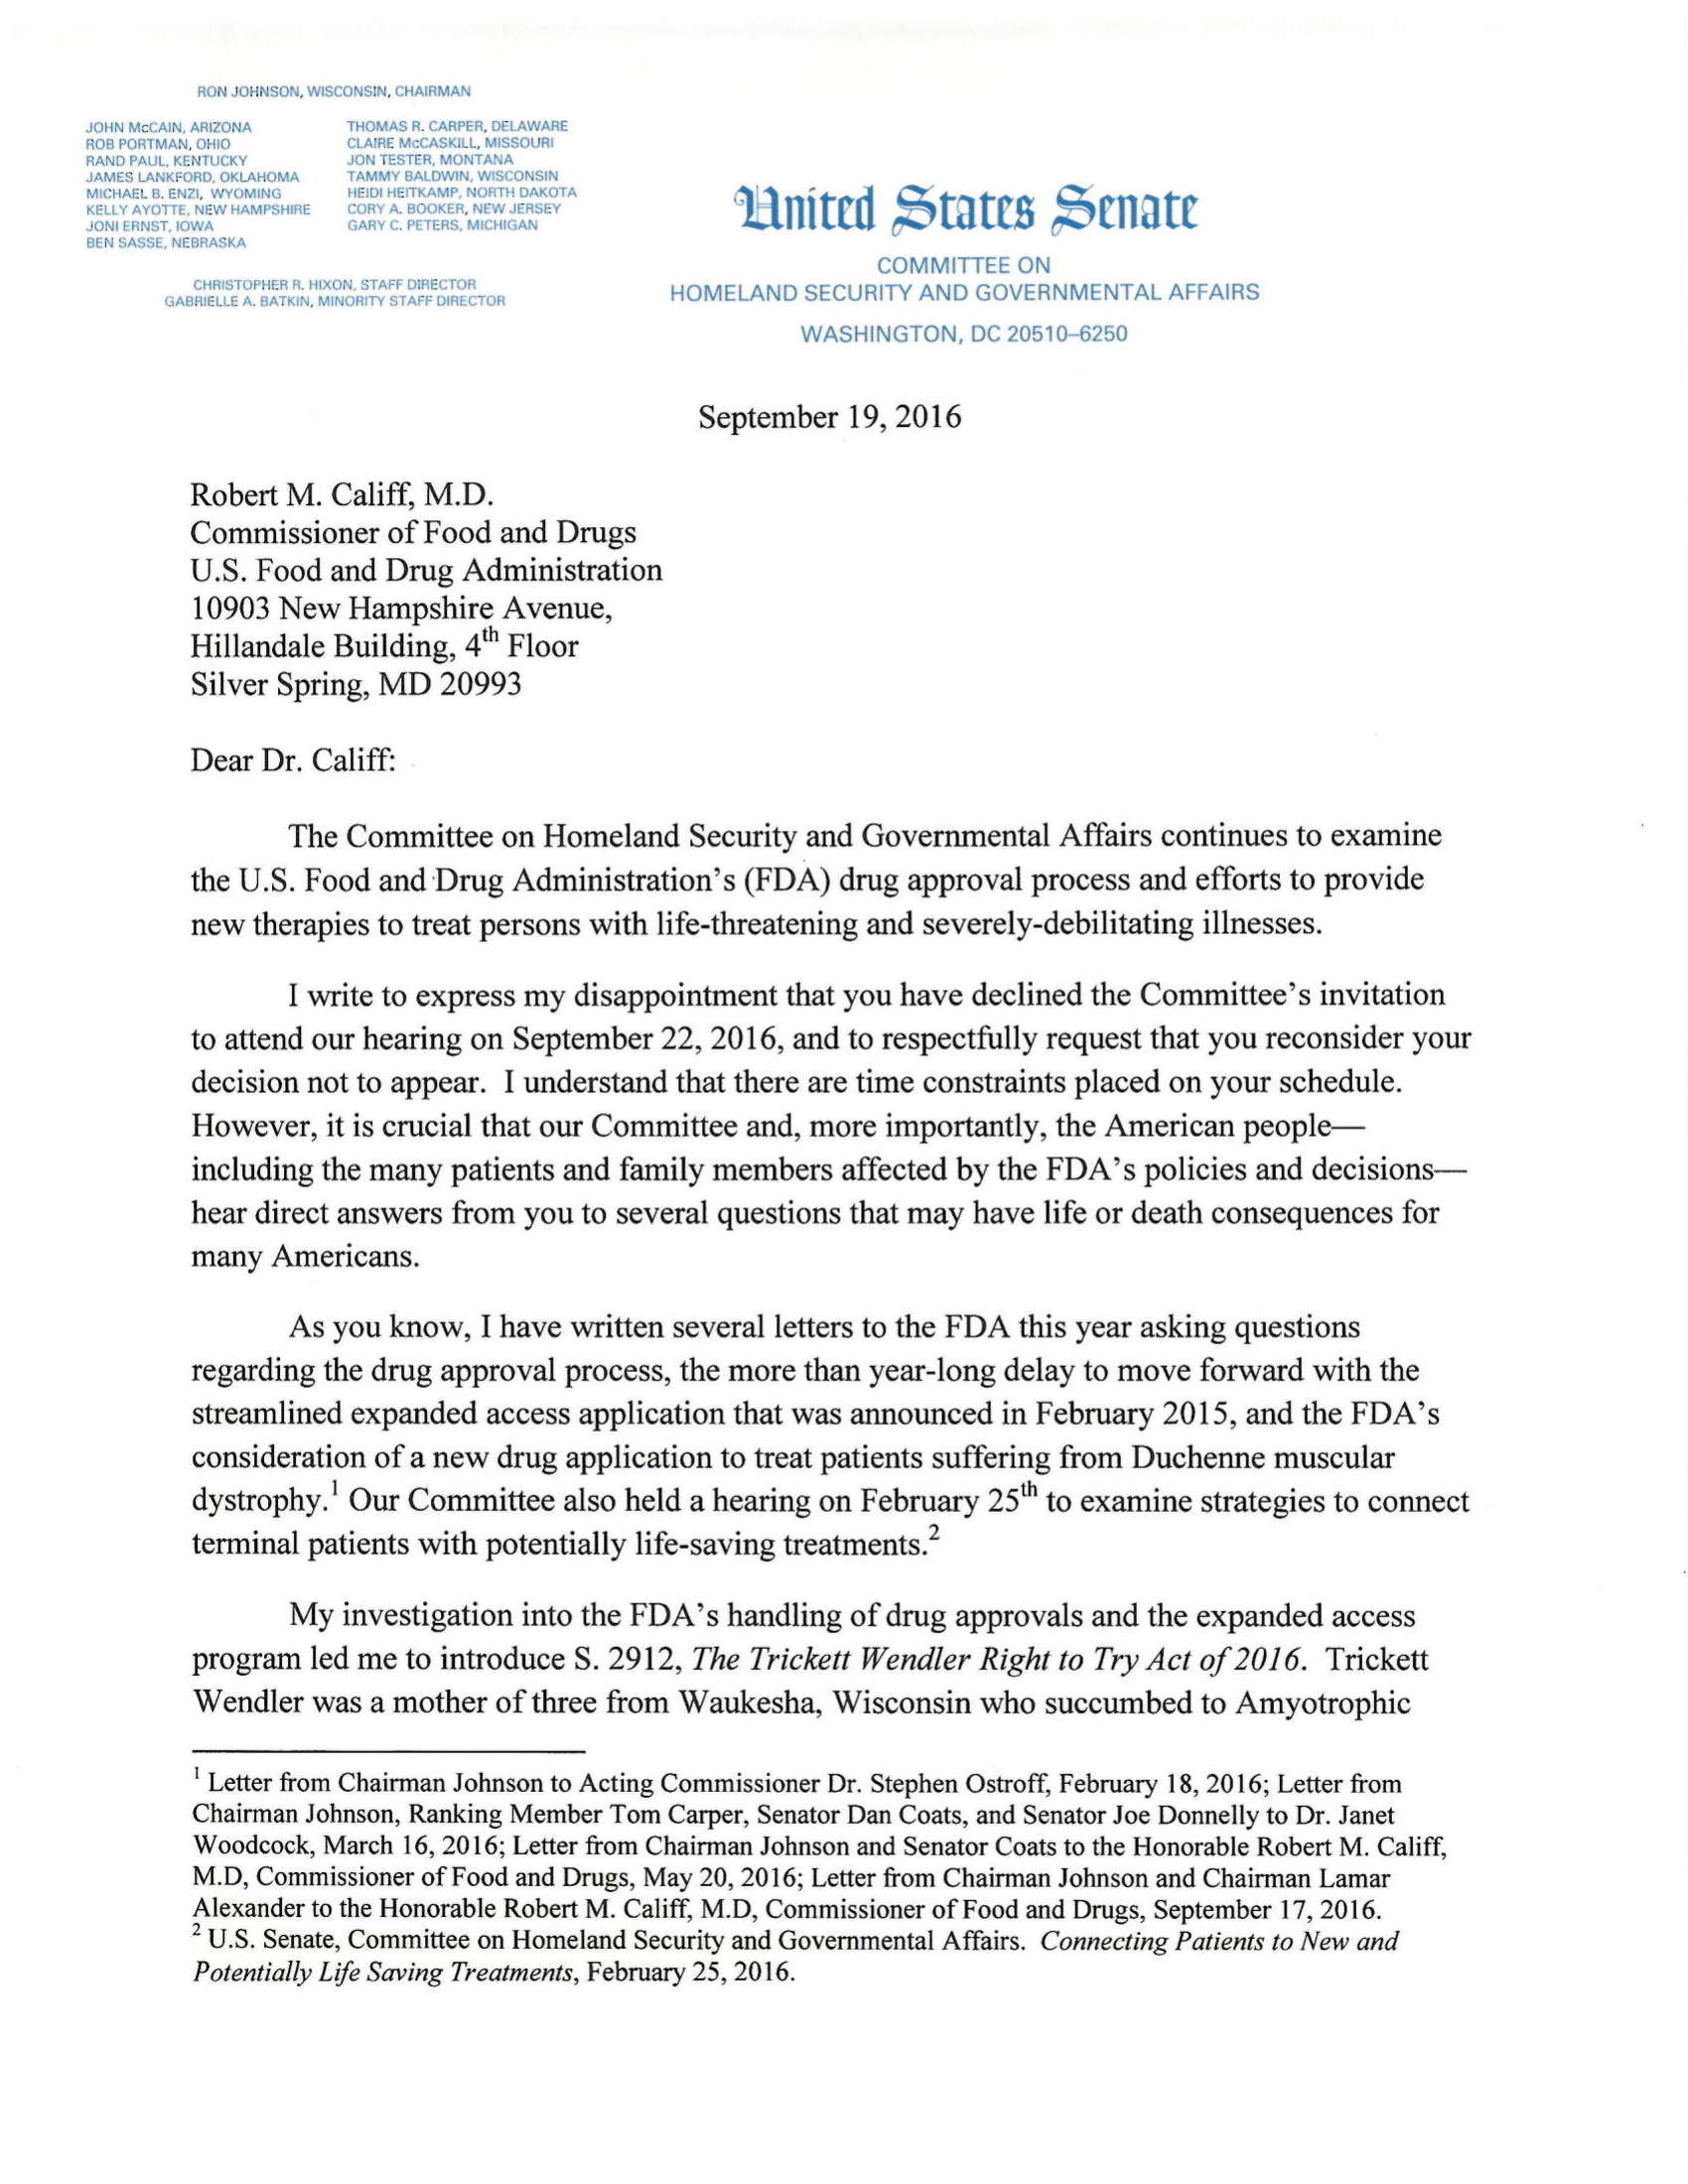 RON JOHNSON, WISCONSIN, CHAIRMAN
JOHN McCAIN, ARIZONA
ROB PORTMAN, OHIO
RAND PAUL, KENTUCKY
JAMES LANKFORD, OKLAHOMA
MICHAEL B. ENZI, WYOMING
KELLY AYOTTE, NEW HAMPSHIRE
JONI ERNST, IOWA
BEN SASSE, NEBRASKA
THOMAS R. CARPER, DELAWARE
CLAIRE McCASKILL, MISSOURI
JON TESTER, MONTANA
TAMMY BALDWIN, WISCONSIN
HEIDI HEITKAMP, NORTH DAKOTA
CORY A. BOOKER, NEW JERSEY
GARY C. PETERS, MICHIGAN
CHRISTOPHER R. HIXON, STAFF DIRECTOR
GABRIELLE A. BATKIN, MINORITY STAFF DIRECTOR
United States Senate
COMMITTEE ON
HOMELAND SECURITY AND GOVERNMENTAL AFFAIRS
WASHINGTON, DC 20510–6250
September 19, 2016
Robert M. Califf, M.D.
Commissioner of Food and Drugs
U.S. Food and Drug Administration
10903 New Hampshire Avenue,
Hillandale Building, 4th Floor
Silver Spring, MD 20993
Dear Dr. Califf:
The Committee on Homeland Security and Governmental Affairs continues to examine
the U.S. Food and Drug Administration's (FDA) drug approval process and efforts to provide
new therapies to treat persons with life-threatening and severely-debilitating illnesses.
I write to express my disappointment that you have declined the Committee's invitation
to attend our hearing on September 22, 2016, and to respectfully request that you reconsider your
decision not to appear.  I understand that there are time constraints placed on your schedule.
However, it is crucial that our Committee and, more importantly, the American people—
including the many patients and family members affected by the FDA's policies and decisions—
hear direct answers from you to several questions that may have life or death consequences for
many Americans.
As you know, I have written several letters to the FDA this year asking questions
regarding the drug approval process, the more than year-long delay to move forward with the
streamlined expanded access application that was announced in February 2015, and the FDA's
consideration of a new drug application to treat patients suffering from Duchenne muscular
dystrophy.1 Our Committee also held a hearing on February 25th to examine strategies to connect
terminal patients with potentially life-saving treatments.2
My investigation into the FDA's handling of drug approvals and the expanded access
program led me to introduce S. 2912, The Trickett Wendler Right to Try Act of 2016.  Trickett
Wendler was a mother of three from Waukesha, Wisconsin who succumbed to Amyotrophic
1 Letter from Chairman Johnson to Acting Commissioner Dr. Stephen Ostroff, February 18, 2016; Letter from
Chairman Johnson, Ranking Member Tom Carper, Senator Dan Coats, and Senator Joe Donnelly to Dr. Janet
Woodcock, March 16, 2016; Letter from Chairman Johnson and Senator Coats to the Honorable Robert M. Califf,
M.D, Commissioner of Food and Drugs, May 20, 2016; Letter from Chairman Johnson and Chairman Lamar
Alexander to the Honorable Robert M. Califf, M.D, Commissioner of Food and Drugs, September 17, 2016.
2 U.S. Senate, Committee on Homeland Security and Governmental Affairs.  Connecting Patients to New and
Potentially Life Saving Treatments, February 25, 2016.